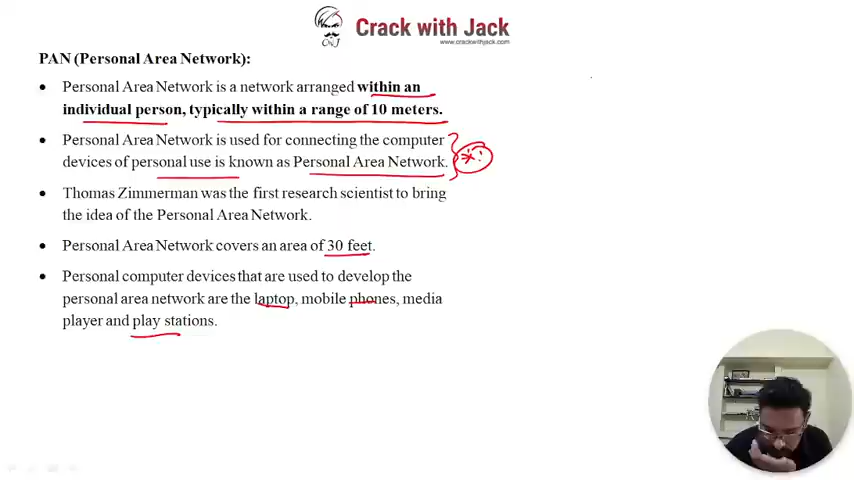 Crack with Jack
www.crackwithjack.com
CWJ
PAN (Personal Area Network):
• Personal Area Network is a network arranged within an
individual person, typically within a range of 10 meters.
• Personal Area Network is used for connecting the computer
devices of personal use is known as Personal Area Network.
• Thomas Zimmerman was the first research scientist to bring
the idea of the Personal Area Network.
• Personal Area Network covers an area of 30 feet.
• Personal computer devices that are used to develop the
personal area network are the laptop, mobile phones, media
player and play stations.